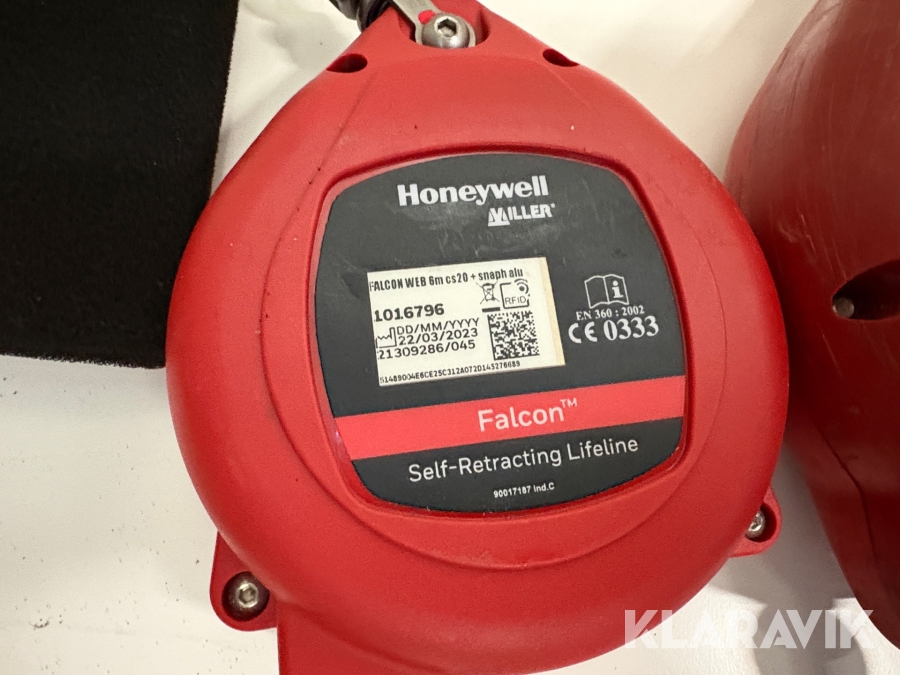 Honeywell
MILLER®
FALCON WEB 6m cs20 + snaph alu
1016796
RFID
DD/MM/YYYY
22/03/2023
21309286/045
EN 360 : 2002
CE 0333
Falcon™
Self-Retracting Lifeline
90017187 Ind.C
KLARAVIK